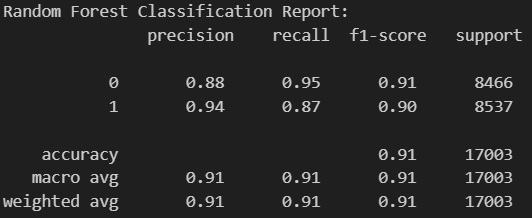 Random Forest Classification Report:
precision recall f1-score support
0 0.88 0.95 0.91 8466
1 0.94 0.87 0.90 8537
accuracy 0.91 17003
macro avg 0.91 0.91 0.91 17003
weighted avg 0.91 0.91 0.91 17003